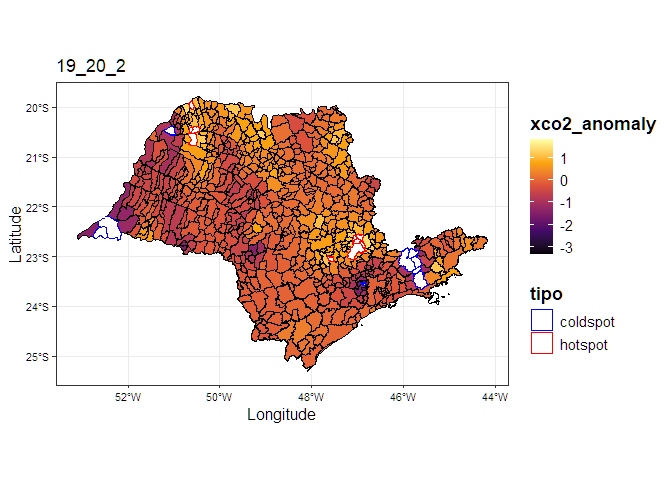 19_20_2
20°S
21°S
22°S
23°S
24°S
25°S
Latitude
52°W
50°W
48°W
46°W
44°W
Longitude
xco2_anomaly
1
0
-1
-2
-3
tipo
coldspot
hotspot